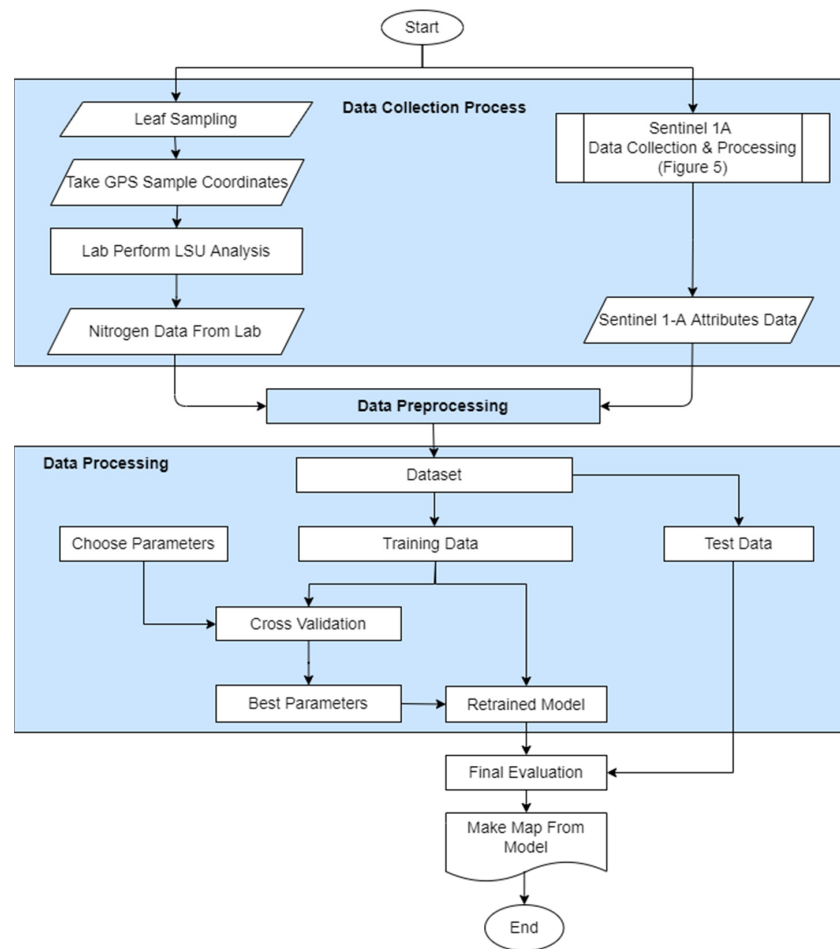 Start
Data Collection Process
Leaf Sampling
Sentinel 1A
Data Collection & Processing
(Figure 5)
Take GPS Sample Coordinates
Lab Perform LSU Analysis
Nitrogen Data From Lab
Sentinel 1-A Attributes Data
Data Preprocessing
Data Processing
Dataset
Choose Parameters
Training Data
Test Data
Cross Validation
Best Parameters
Retrained Model
Final Evaluation
Make Map From
Model
End